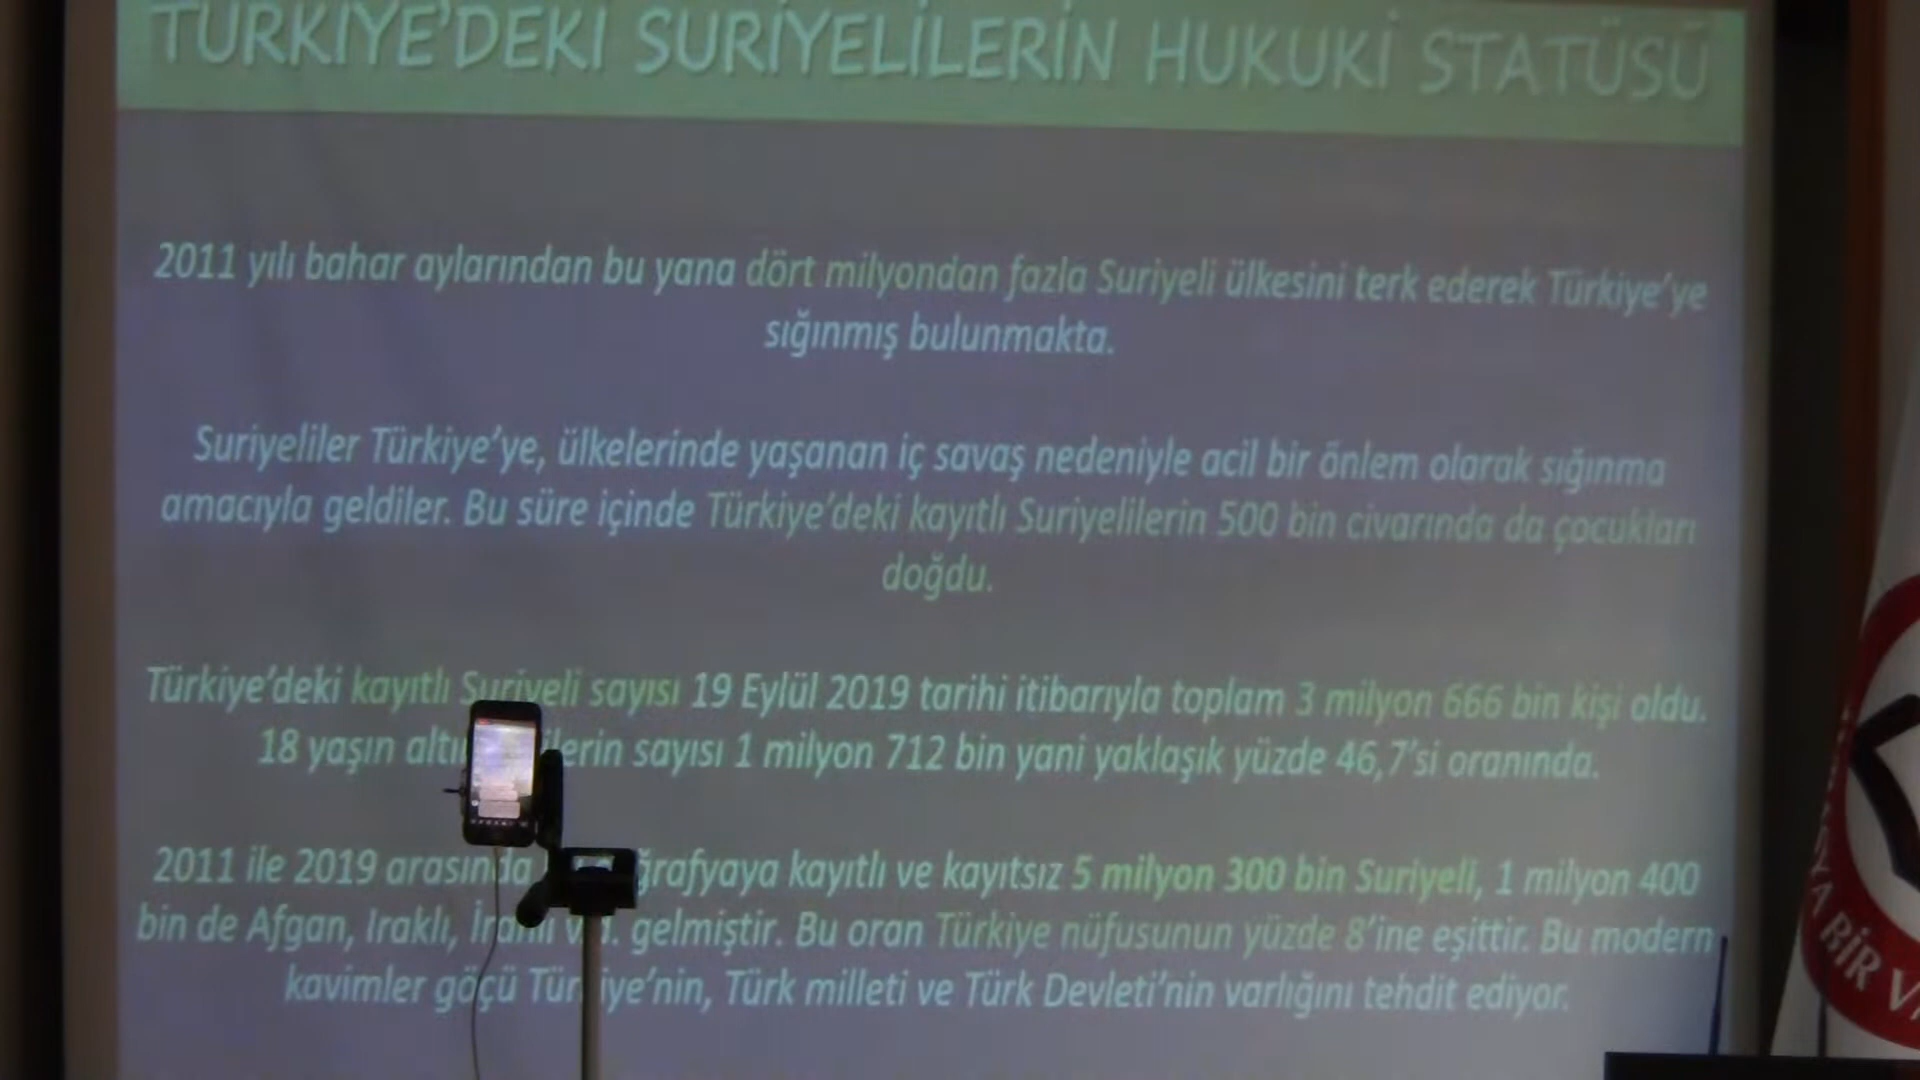 TÜRKİYE'DEKİ SURİYELİLERİN HUKUKİ STATÜSÜ
2011 yılı bahar aylarından bu yana dört milyondan fazla Suriyeli ülkesini terk ederek Türkiye'ye
sığınmış bulunmakta.
Suriyeliler Türkiye'ye, ülkelerinde yaşanan iç savaş nedeniyle acil bir önlem olarak sığınma
amacıyla geldiler. Bu süre içinde Türkiye'deki kayıtlı Suriyelilerin 500 bin civarında da çocukları
doğdu.
Türkiye'deki kayıtlı Suriyeli sayısı 19 Eylül 2019 tarihi itibarıyla toplam 3 milyon 666 bin kişi oldu.
18 yaşın sayısı 1 milyon 712 bin yani yaklaşık yüzde 46,7'si oranında.
2011 ile 2019 arasında kayıtlı ve kayıtsız 5 milyon 300 bin Suriyeli, 1 milyon 400
bin de Afgan, Iraklı, gelmiştir. Bu oran Türkiye nüfusunun yüzde 8'ine eşittir. Bu modern
kavimler göçü Türkiye'nin, Türk milleti ve Türk Devleti'nin varlığını tehdit ediyor.
BİR